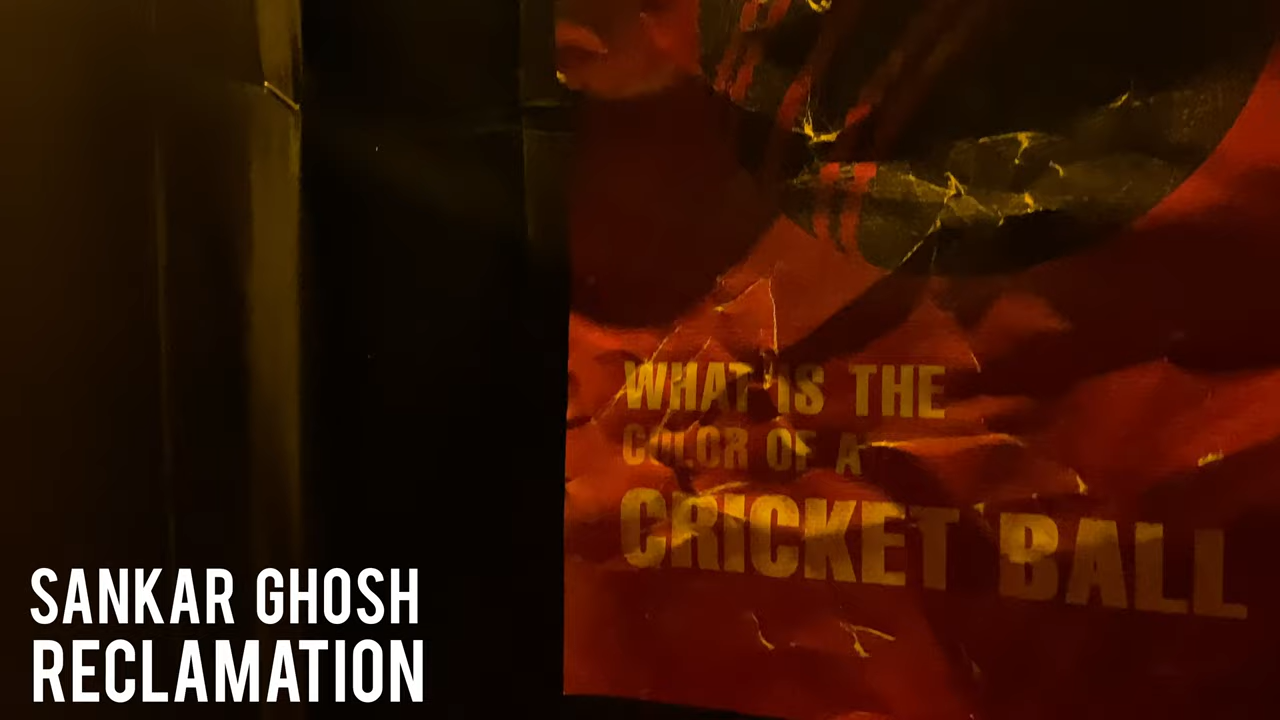 WHAT IS THE
COLOR OF A
CRICKET BALL
SANKAR GHOSH
RECLAMATION